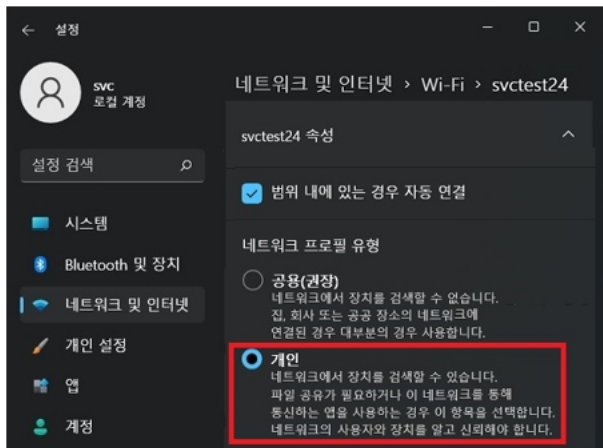 설정
svc
로컬 계정
설정 검색
시스템
Bluetooth 및 장치
네트워크 및 인터넷
개인 설정
앱
계정
네트워크 및 인터넷 > Wi-Fi > svctest24
svctest24 속성
범위 내에 있는 경우 자동 연결
네트워크 프로필 유형
공용(권장)
네트워크에서 장치를 검색할 수 없습니다.
집, 회사 또는 공공 장소의 네트워크에
연결된 경우 대부분의 경우 사용합니다.
개인
네트워크에서 장치를 검색할 수 있습니다.
파일 공유가 필요하거나 이 네트워크를 통해
통신하는 앱을 사용하는 경우 이 항목을 선택합니다.
네트워크의 사용자와 장치를 알고 신뢰해야 합니다.